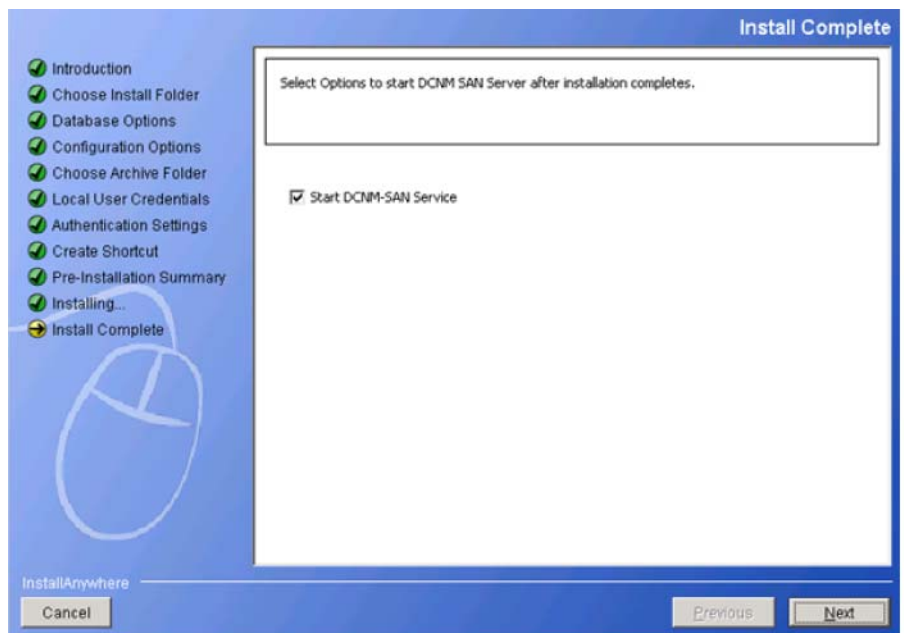 Install Complete
Introduction
Choose Install Folder
Database Options
Configuration Options
Choose Archive Folder
Local User Credentials
Authentication Settings
Create Shortcut
Pre-Installation Summary
Installing...
Install Complete
Select Options to start DCNM SAN Server after installation completes.
Start DCNM-SAN Service
InstallAnywhere
Cancel
Previous
Next